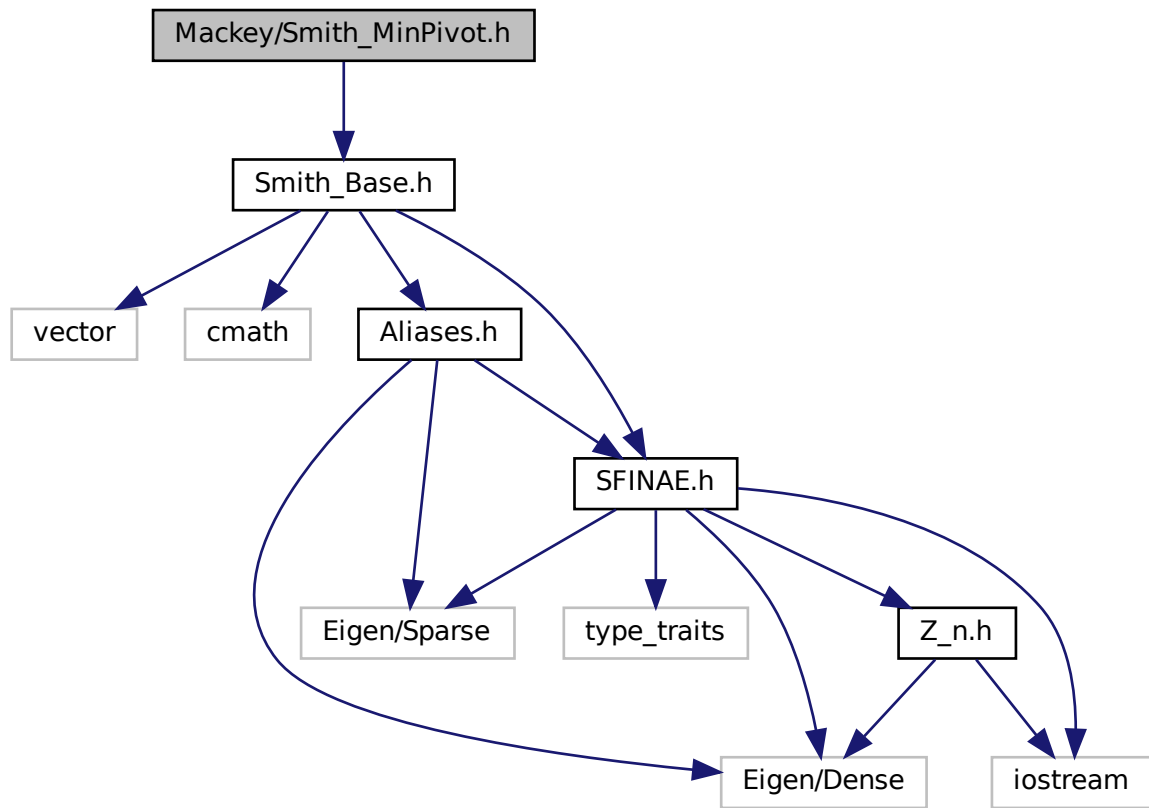 Mackey/Smith_MinPivot.h
Smith_Base.h
vector
cmath
Aliases.h
SFINAE.h
Eigen/Sparse
type_traits
Z_n.h
Eigen/Dense
iostream